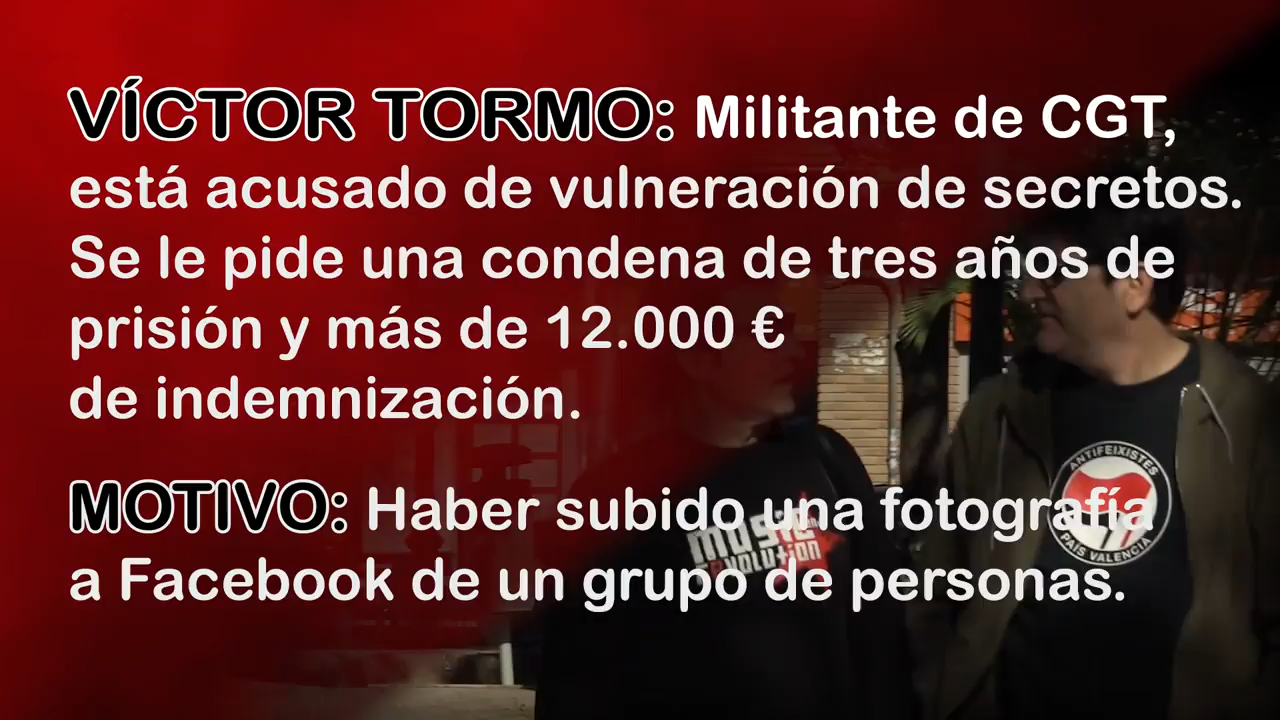 VÍCTOR TORMO: Militante de CGT,
está acusado de vulneración de secretos.
Se le pide una condena de tres años de
prisión y más de 12.000 €
de indemnización.
MOTIVO: Haber subido una fotografía
a Facebook de un grupo de personas.
ANTIFEIXISTES
PAÍS VALENCIÀ
music